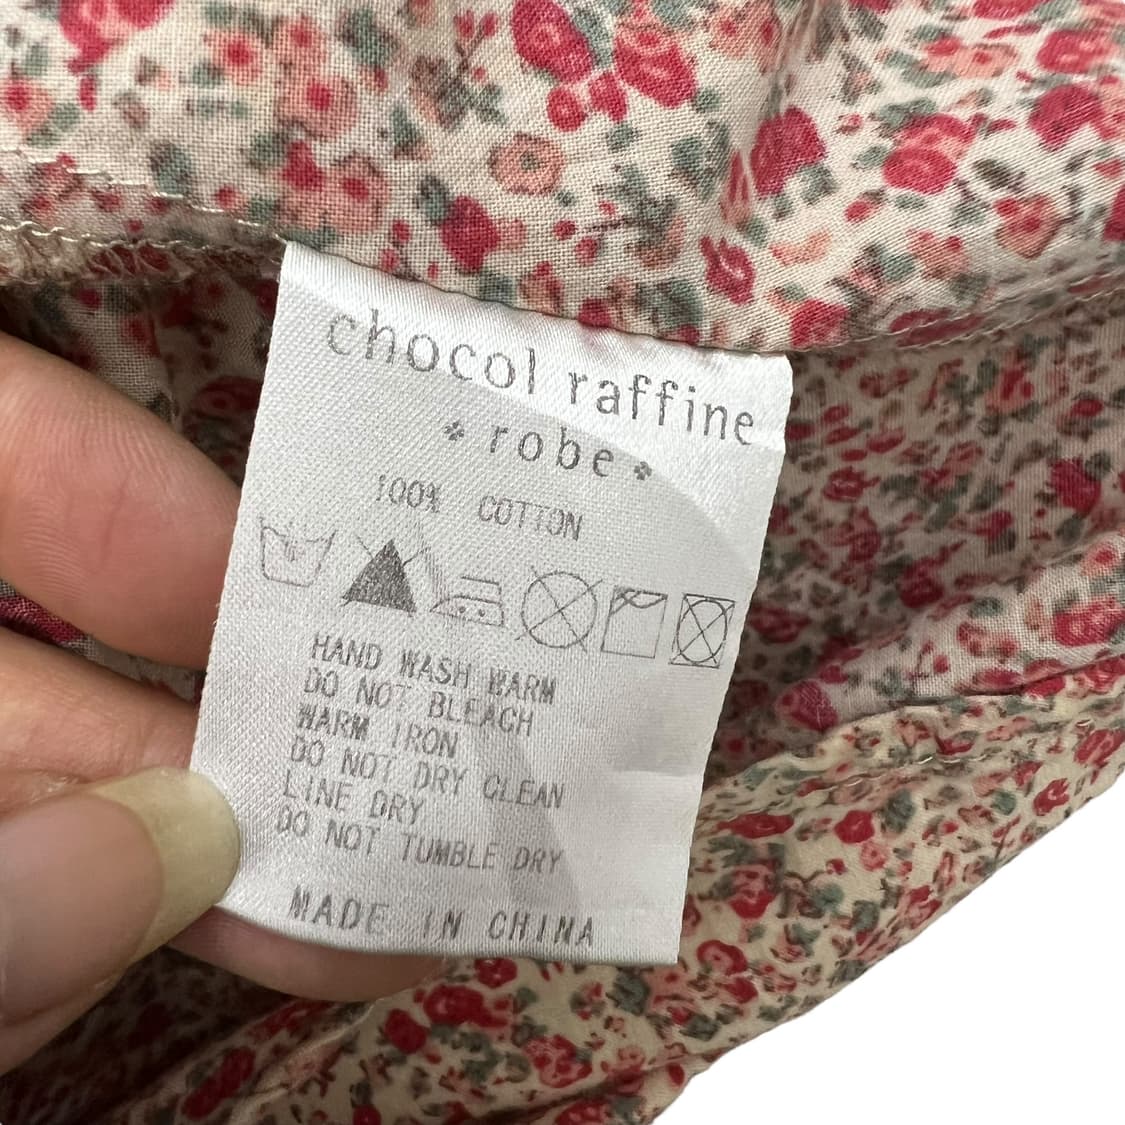 chocol raffine
robe
100% COTTON
HAND WASH WARM
DO NOT BLEACH
WARM IRON
DO NOT DRY CLEAN
LINE DRY
DO NOT TUMBLE DRY
MADE IN CHINA